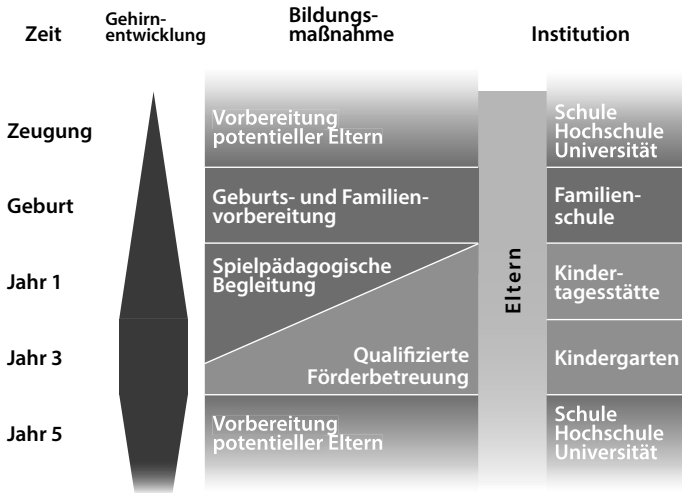 Zeit
Gehirn-
entwicklung
Bildungs-
maßnahme
Institution
Zeugung
Vorbereitung
potentieller Eltern
Schule
Hochschule
Universität
Geburt
Geburts- und Familien-
vorbereitung
Familien-
schule
Jahr 1
Spielpädagogische
Begleitung
Eltern
Kinder-
tagesstätte
Jahr 3
Qualifizierte
Förderbetreuung
Kindergarten
Jahr 5
Vorbereitung
potentieller Eltern
Schule
Hochschule
Universität